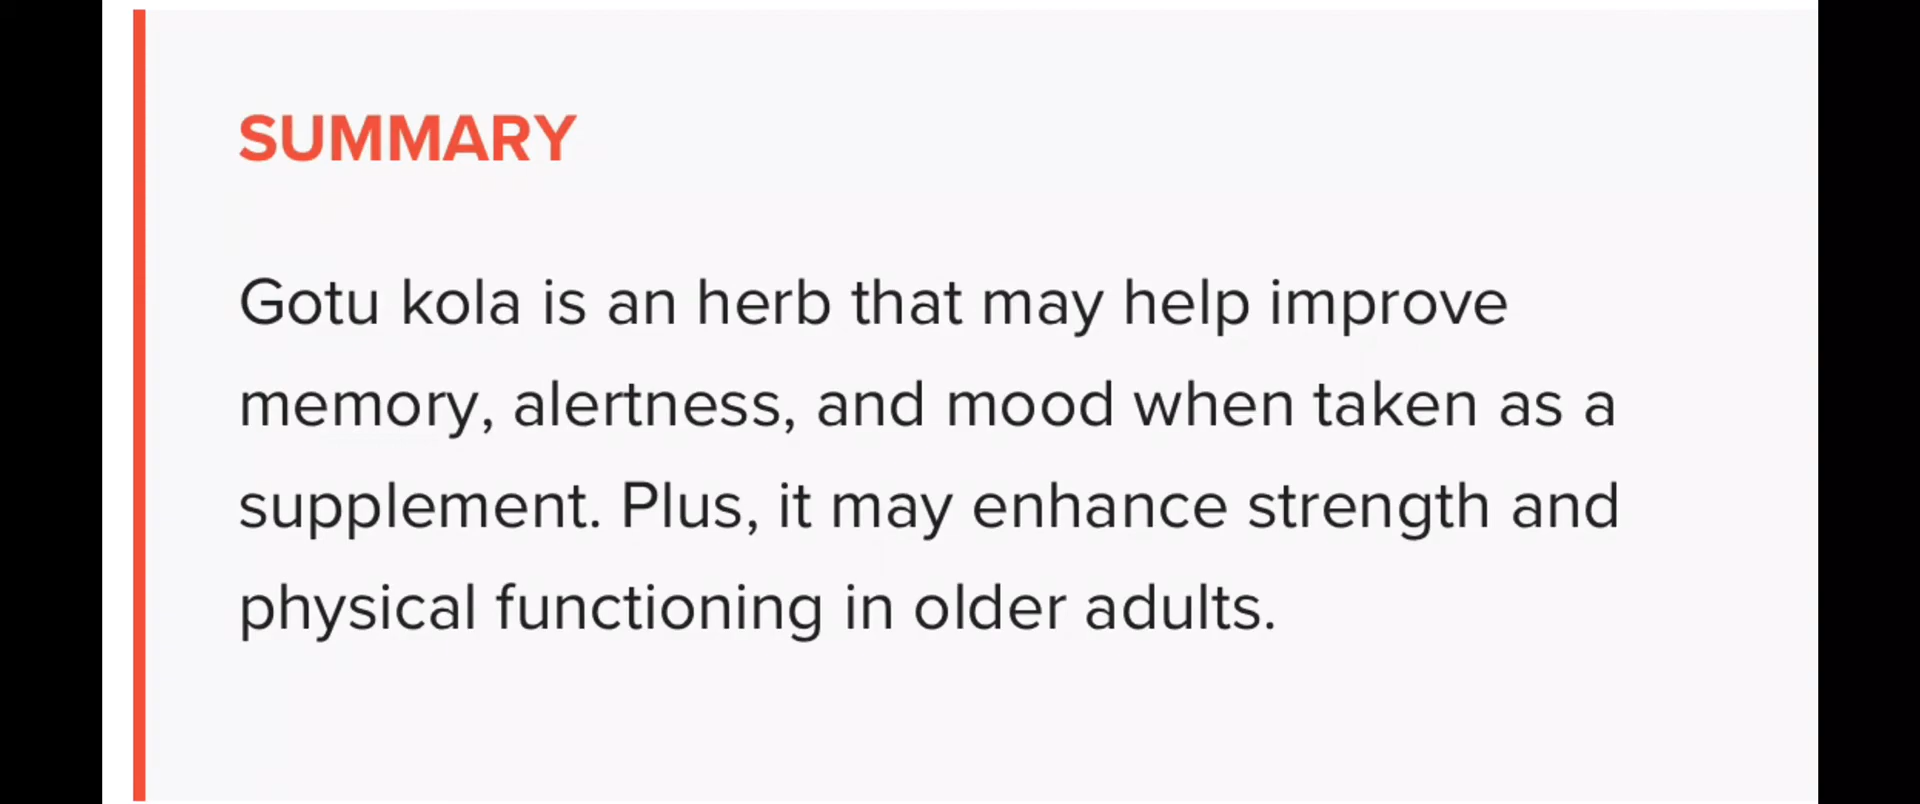 SUMMARY
Gotu kola is an herb that may help improve
memory, alertness, and mood when taken as a
supplement. Plus, it may enhance strength and
physical functioning in older adults.